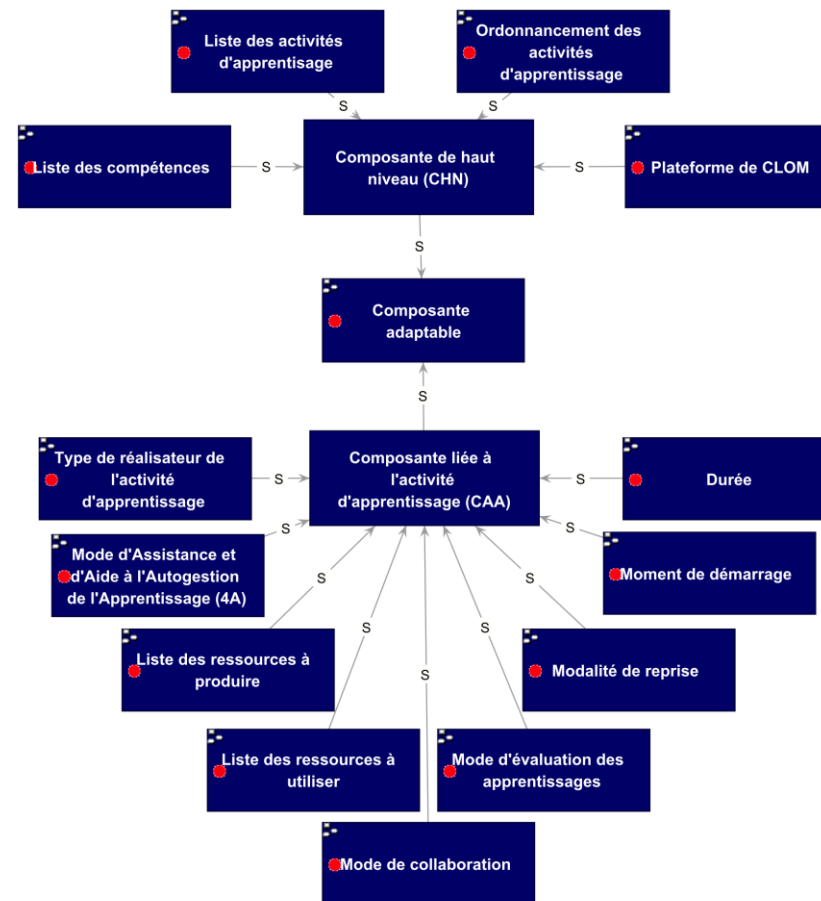 Liste des activités
d'apprentisage
Ordonnancement des
activités
d'apprentissage
S
S
Liste des compétences
S
Composante de haut
niveau (CHN)
S
Plateforme de CLOM
S
Composante
adaptable
S
Type de réalisateur de
l'activité
d'apprentissage
S
Composante liée à
l'activité
d'apprentissage (CAA)
S
Durée
S
S
Mode d'Assistance et
d'Aide à l'Autogestion
de l'Apprentissage (4A)
Moment de démarrage
S
S
S
S
S
Liste des ressources à
produire
Modalité de reprise
Liste des ressources à
utiliser
Mode d'évaluation des
apprentissages
Mode de collaboration